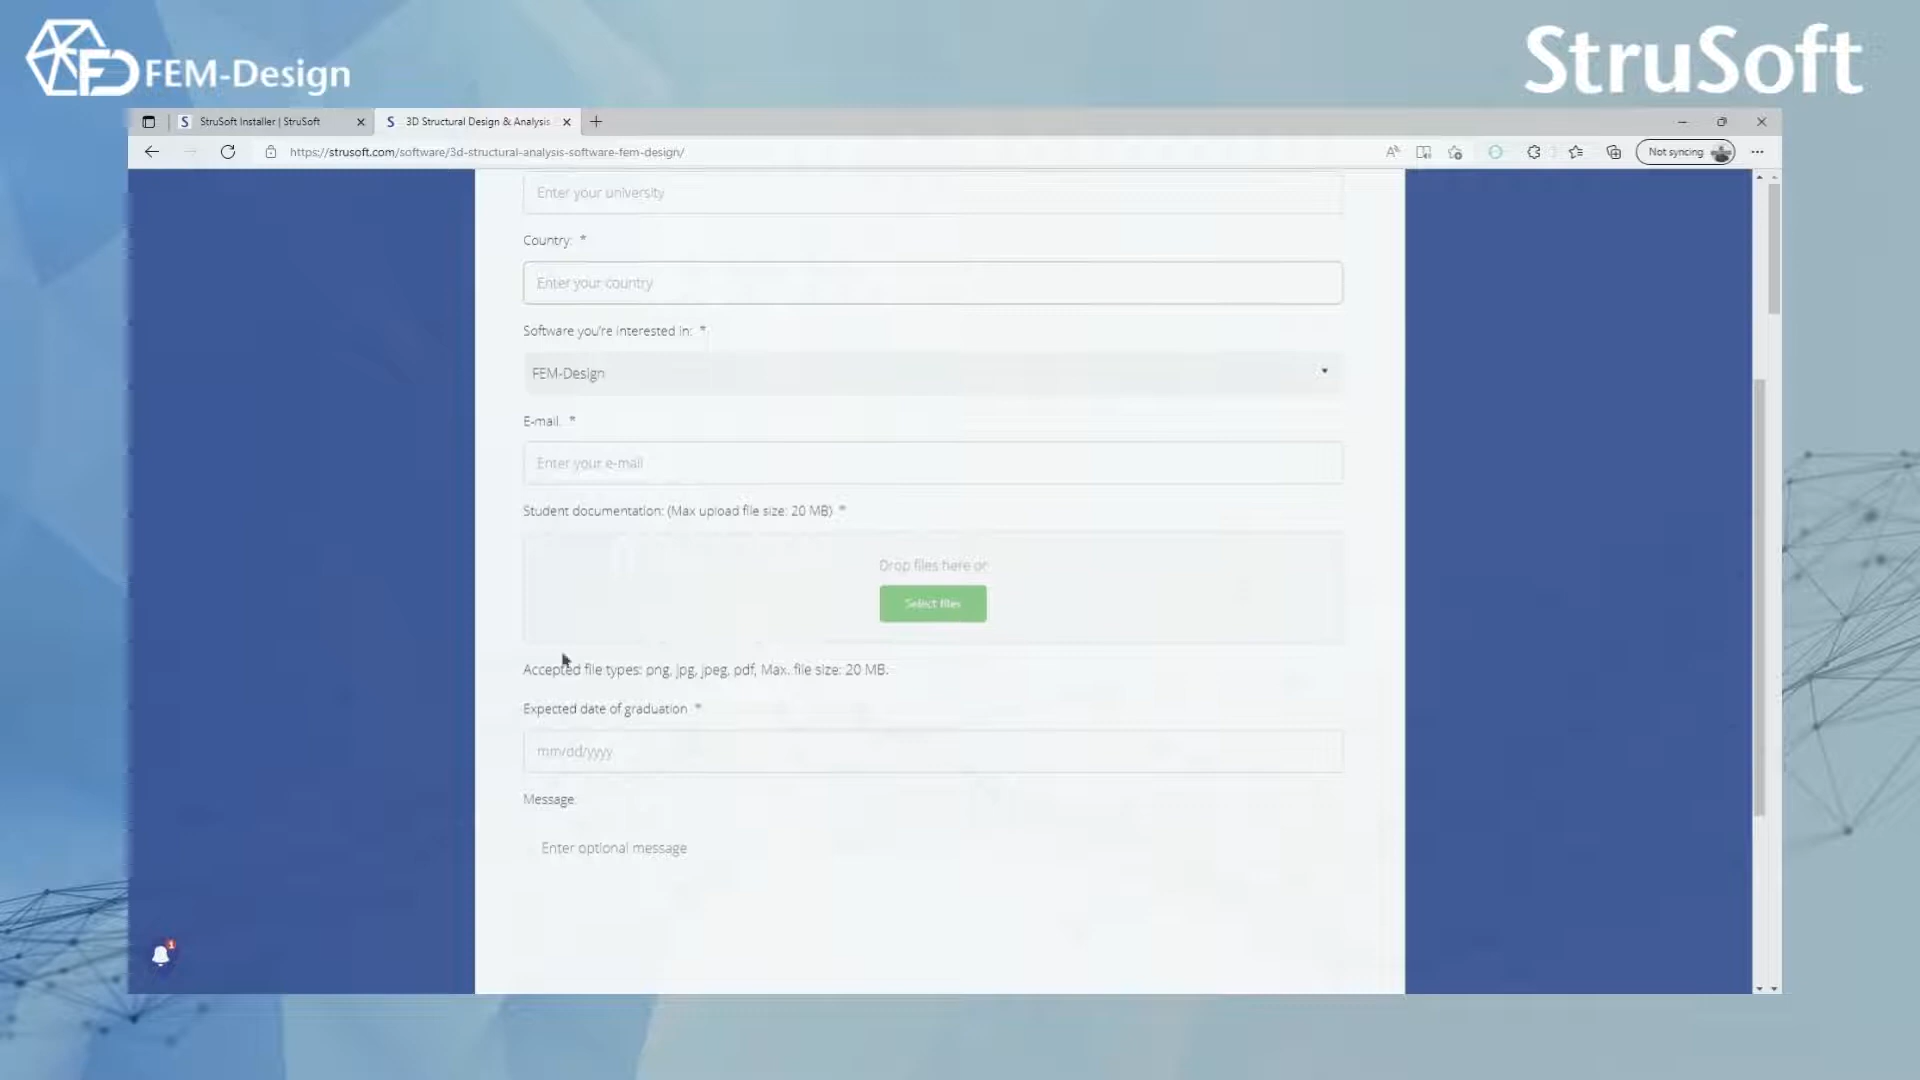 FEM-Design
StruSoft
StruSoft Installer | StruSoft
3D Structural Design & Analysis
https://strusoft.com/software/3d-structural-analysis-software-fem-design/
Not syncing
Enter your university
Country: *
Enter your country
Software you're interested in: *
FEM-Design
E-mail: *
Enter your e-mail
Student documentation: (Max upload file size: 20 MB) *
Drop files here or
Select files
Accepted file types: png, jpg, jpeg, pdf, Max. file size: 20 MB.
Expected date of graduation *
mm/dd/yyyy
Message:
Enter optional message
1